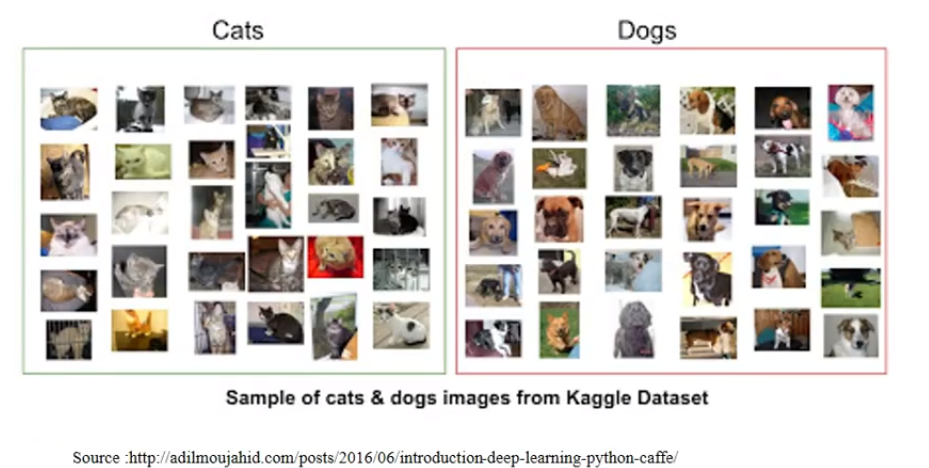 Cats
Dogs
Sample of cats & dogs images from Kaggle Dataset
Source :http://adilmoujahid.com/posts/2016/06/introduction-deep-learning-python-caffe/